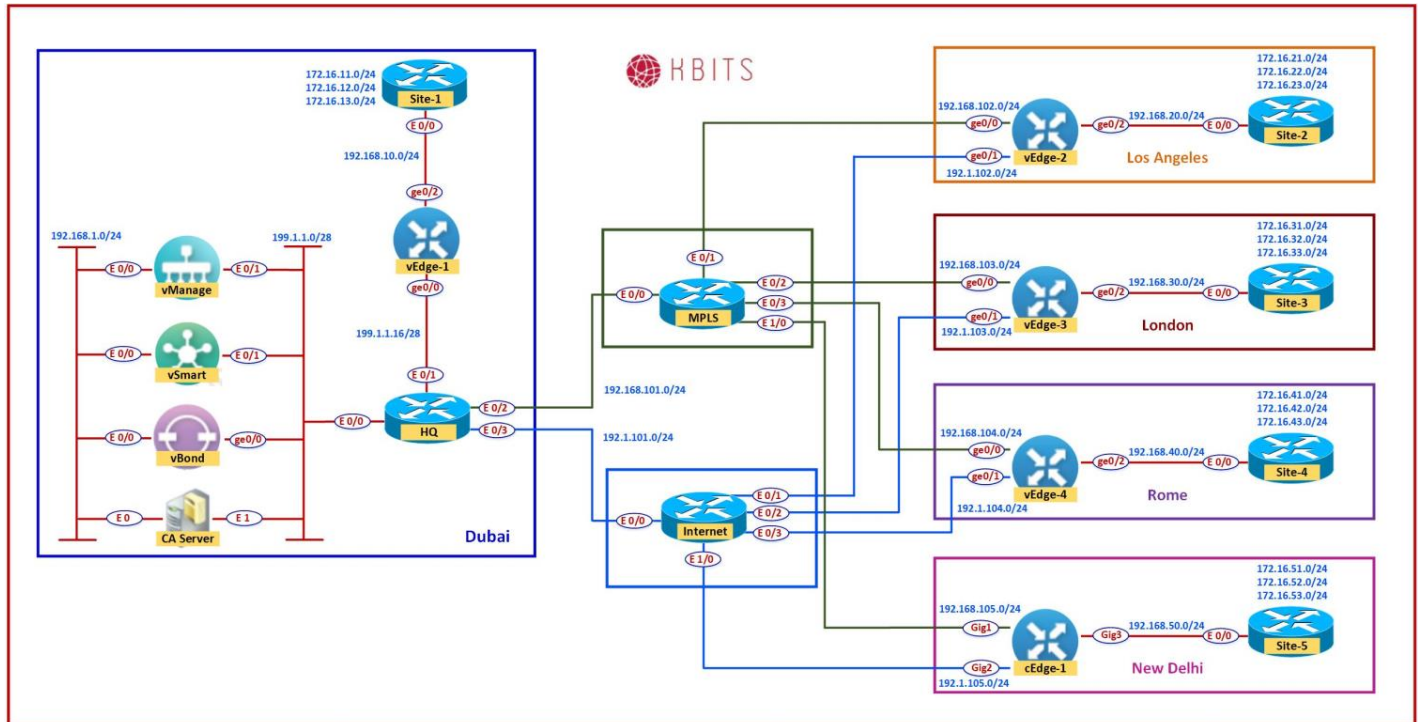 KBITS
172.16.11.0/24
172.16.12.0/24
172.16.13.0/24
Site-1
E 0/0
192.168.10.0/24
ge0/2
vEdge-1
ge0/0
199.1.1.16/28
E 0/1
192.168.1.0/24
199.1.1.0/28
E 0/0
vManage
E 0/1
E 0/0
vSmart
E 0/1
E 0/0
vBond
ge0/0
E 0
CA Server
E 1
E 0/0
HQ
E 0/2
E 0/3
Dubai
192.168.101.0/24
192.1.101.0/24
E 0/1
E 0/0
MPLS
E 0/2
E 0/3
E 1/0
E 0/0
Internet
E 0/1
E 0/2
E 0/3
E 1/0
172.16.21.0/24
172.16.22.0/24
172.16.23.0/24
192.168.102.0/24
ge0/0
ge0/1
192.1.102.0/24
vEdge-2
ge0/2
192.168.20.0/24
E 0/0
Site-2
Los Angeles
172.16.31.0/24
172.16.32.0/24
172.16.33.0/24
192.168.103.0/24
ge0/0
ge0/1
192.1.103.0/24
vEdge-3
ge0/2
192.168.30.0/24
E 0/0
Site-3
London
172.16.41.0/24
172.16.42.0/24
172.16.43.0/24
192.168.104.0/24
ge0/0
ge0/1
192.1.104.0/24
vEdge-4
ge0/2
192.168.40.0/24
E 0/0
Site-4
Rome
172.16.51.0/24
172.16.52.0/24
172.16.53.0/24
192.168.105.0/24
Gig1
Gig2
192.1.105.0/24
cEdge-1
Gig3
192.168.50.0/24
E 0/0
Site-5
New Delhi